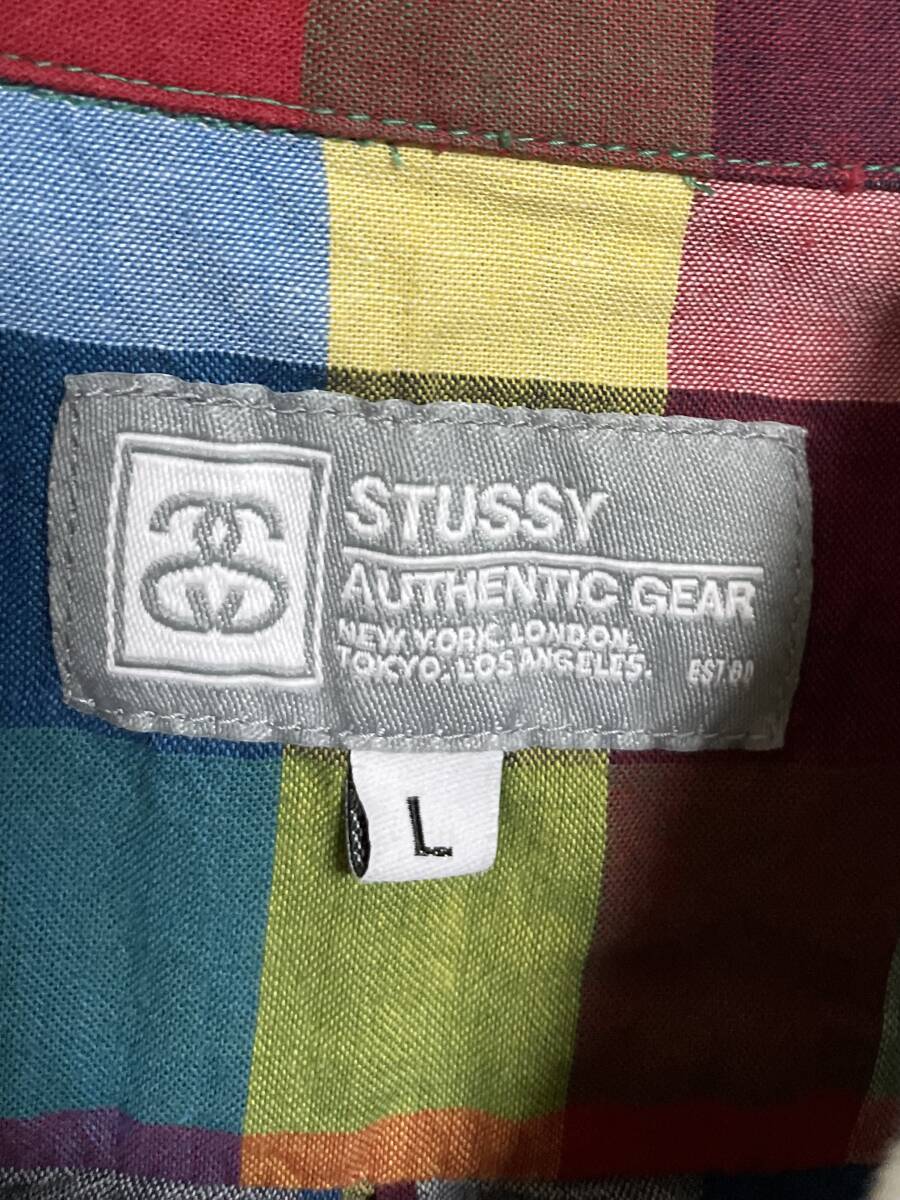 STUSSY
AUTHENTIC GEAR
NEW YORK, LONDON,
TOKYO, LOS ANGELES. EST.80
L